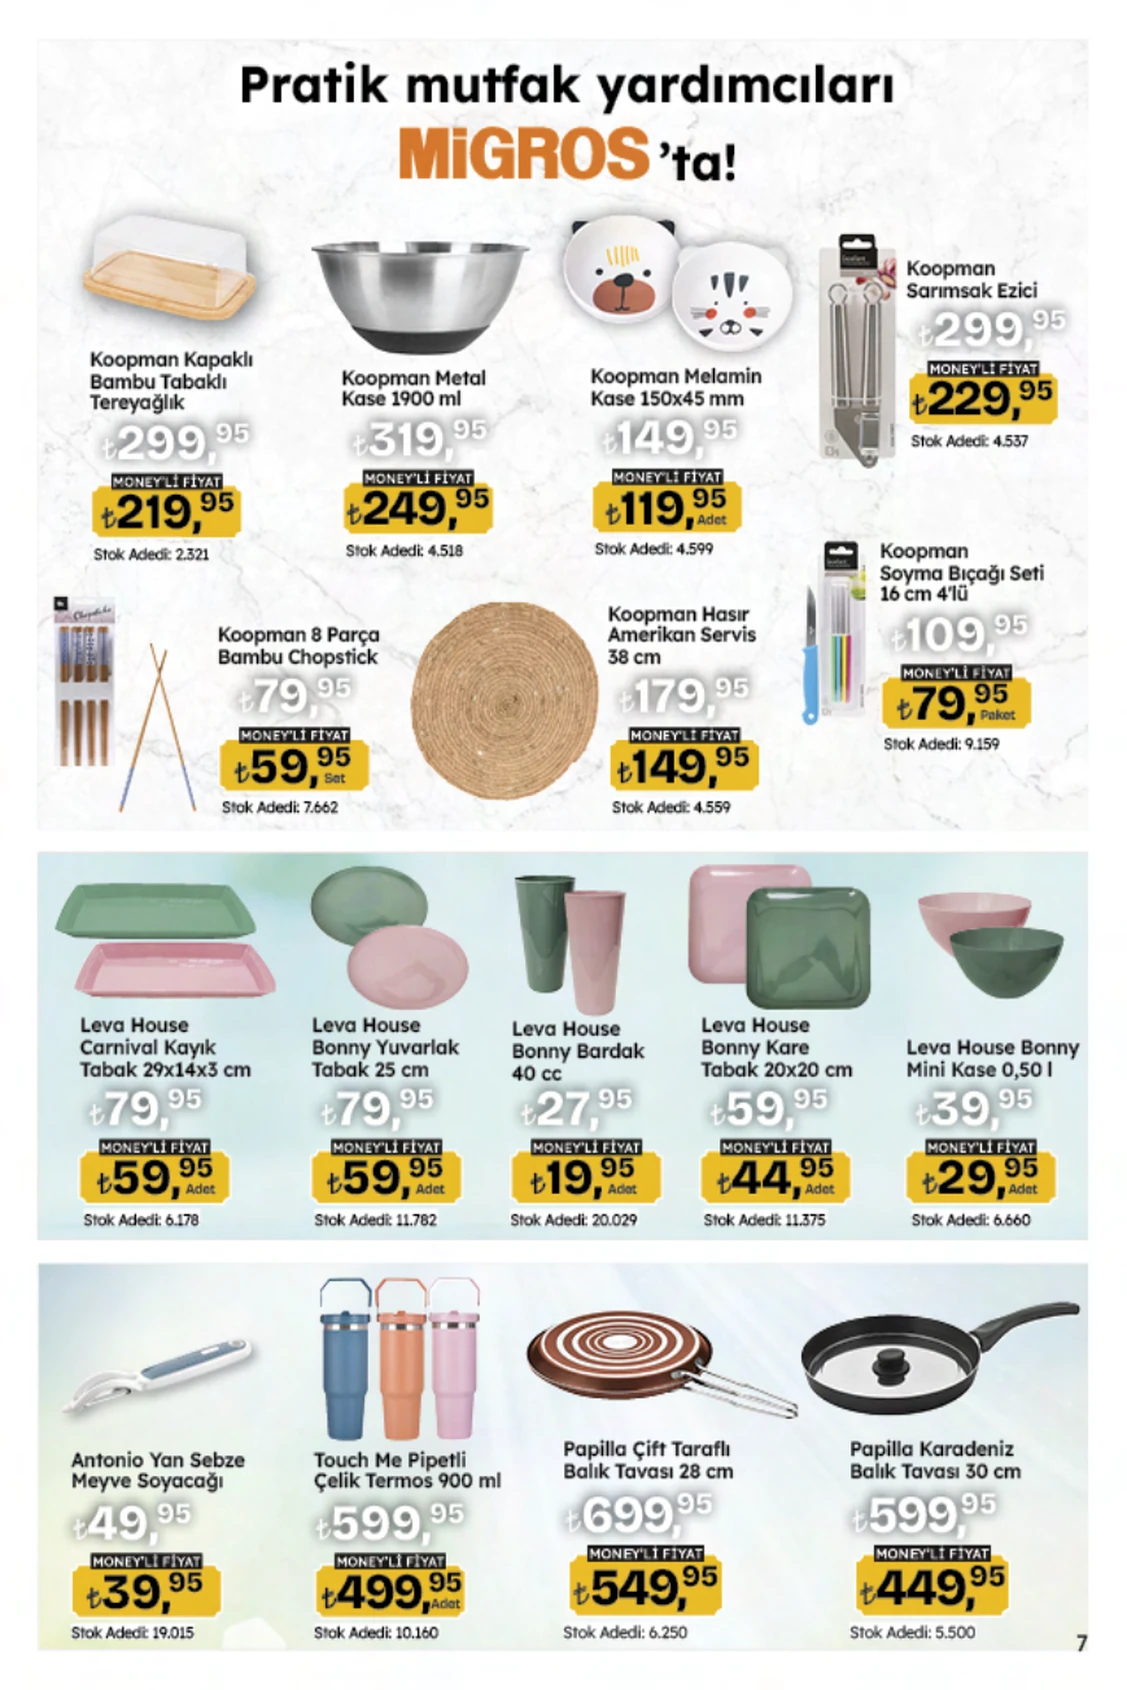 Pratik mutfak yardımcıları
MiGROS 'ta!
Koopman Kapaklı
Bambu Tabaklı
Tereyağlık
₺299,95
MONEY'Lİ FİYAT
₺219,95
Stok Adedi: 2.321
Koopman Metal
Kase 1900 ml
₺319,95
MONEY'Lİ FİYAT
₺249,95
Stok Adedi: 4.518
Koopman Melamin
Kase 150x45 mm
₺149,95
MONEY'Lİ FİYAT
₺119,95 Adet
Stok Adedi: 4.599
Koopman
Sarımsak Ezici
₺299,95
MONEY'Lİ FİYAT
₺229,95
Stok Adedi: 4.537
Chopsticks
Koopman 8 Parça
Bambu Chopstick
₺79,95
MONEY'Lİ FİYAT
₺59,95 Set
Stok Adedi: 7.662
Koopman Hasır
Amerikan Servis
38 cm
₺179,95
MONEY'Lİ FİYAT
₺149,95
Stok Adedi: 4.559
Koopman
Soyma Bıçağı Seti
16 cm 4'lü
₺109,95
MONEY'Lİ FİYAT
₺79,95 Paket
Stok Adedi: 9.159
Leva House
Carnival Kayık
Tabak 29x14x3 cm
₺79,95
MONEY'Lİ FİYAT
₺59,95 Adet
Stok Adedi: 6.178
Leva House
Bonny Yuvarlak
Tabak 25 cm
₺79,95
MONEY'Lİ FİYAT
₺59,95 Adet
Stok Adedi: 11.782
Leva House
Bonny Bardak
40 cc
₺27,95
MONEY'Lİ FİYAT
₺19,95 Adet
Stok Adedi: 20.029
Leva House
Bonny Kare
Tabak 20x20 cm
₺59,95
MONEY'Lİ FİYAT
₺44,95 Adet
Stok Adedi: 11.375
Leva House Bonny
Mini Kase 0,50 l
₺39,95
MONEY'Lİ FİYAT
₺29,95 Adet
Stok Adedi: 6.660
Antonio Yan Sebze
Meyve Soyacağı
₺49,95
MONEY'Lİ FİYAT
₺39,95
Stok Adedi: 19.015
Touch Me Pipetli
Çelik Termos 900 ml
₺599,95
MONEY'Lİ FİYAT
₺499,95 Adet
Stok Adedi: 10.160
Papilla Çift Taraflı
Balık Tavası 28 cm
₺699,95
MONEY'Lİ FİYAT
₺549,95
Stok Adedi: 6.250
Papilla Karadeniz
Balık Tavası 30 cm
₺599,95
MONEY'Lİ FİYAT
₺449,95
Stok Adedi: 5.500
7